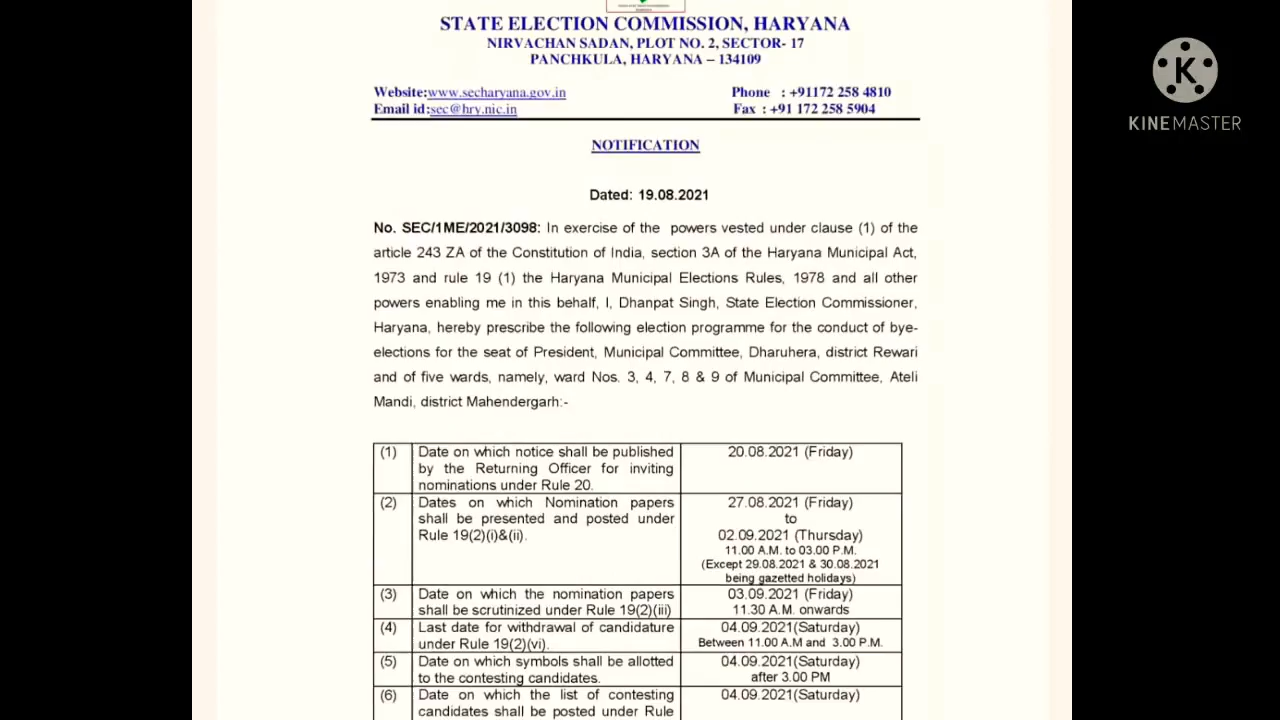 STATE ELECTION COMMISSION, HARYANA
NIRVACHAN SADAN, PLOT NO. 2, SECTOR- 17
PANCHKULA, HARYANA – 134109
Website:www.secharyana.gov.in Phone : +91172 258 4810
Email id:sec@hry.nic.in Fax : +91 172 258 5904
K
KINEMASTER
NOTIFICATION
Dated: 19.08.2021
No. SEC/1ME/2021/3098: In exercise of the powers vested under clause (1) of the
article 243 ZA of the Constitution of India, section 3A of the Haryana Municipal Act,
1973 and rule 19 (1) the Haryana Municipal Elections Rules, 1978 and all other
powers enabling me in this behalf, I, Dhanpat Singh, State Election Commissioner,
Haryana, hereby prescribe the following election programme for the conduct of bye-
elections for the seat of President, Municipal Committee, Dharuhera, district Rewari
and of five wards, namely, ward Nos. 3, 4, 7, 8 & 9 of Municipal Committee, Ateli
Mandi, district Mahendergarh:-
(1) Date on which notice shall be published
by the Returning Officer for inviting
nominations under Rule 20.
20.08.2021 (Friday)
(2) Dates on which Nomination papers
shall be presented and posted under
Rule 19(2)(i)&(ii).
27.08.2021 (Friday)
to
02.09.2021 (Thursday)
11.00 A.M. to 03.00 P.M.
(Except 29.08.2021 & 30.08.2021
being gazetted holidays)
(3) Date on which the nomination papers
shall be scrutinized under Rule 19(2)(iii)
03.09.2021 (Friday)
11.30 A.M. onwards
(4) Last date for withdrawal of candidature
under Rule 19(2)(vi).
04.09.2021(Saturday)
Between 11.00 A.M and 3.00 P.M.
(5) Date on which symbols shall be allotted
to the contesting candidates.
04.09.2021(Saturday)
after 3.00 PM
(6) Date on which the list of contesting
candidates shall be posted under Rule
04.09.2021(Saturday)